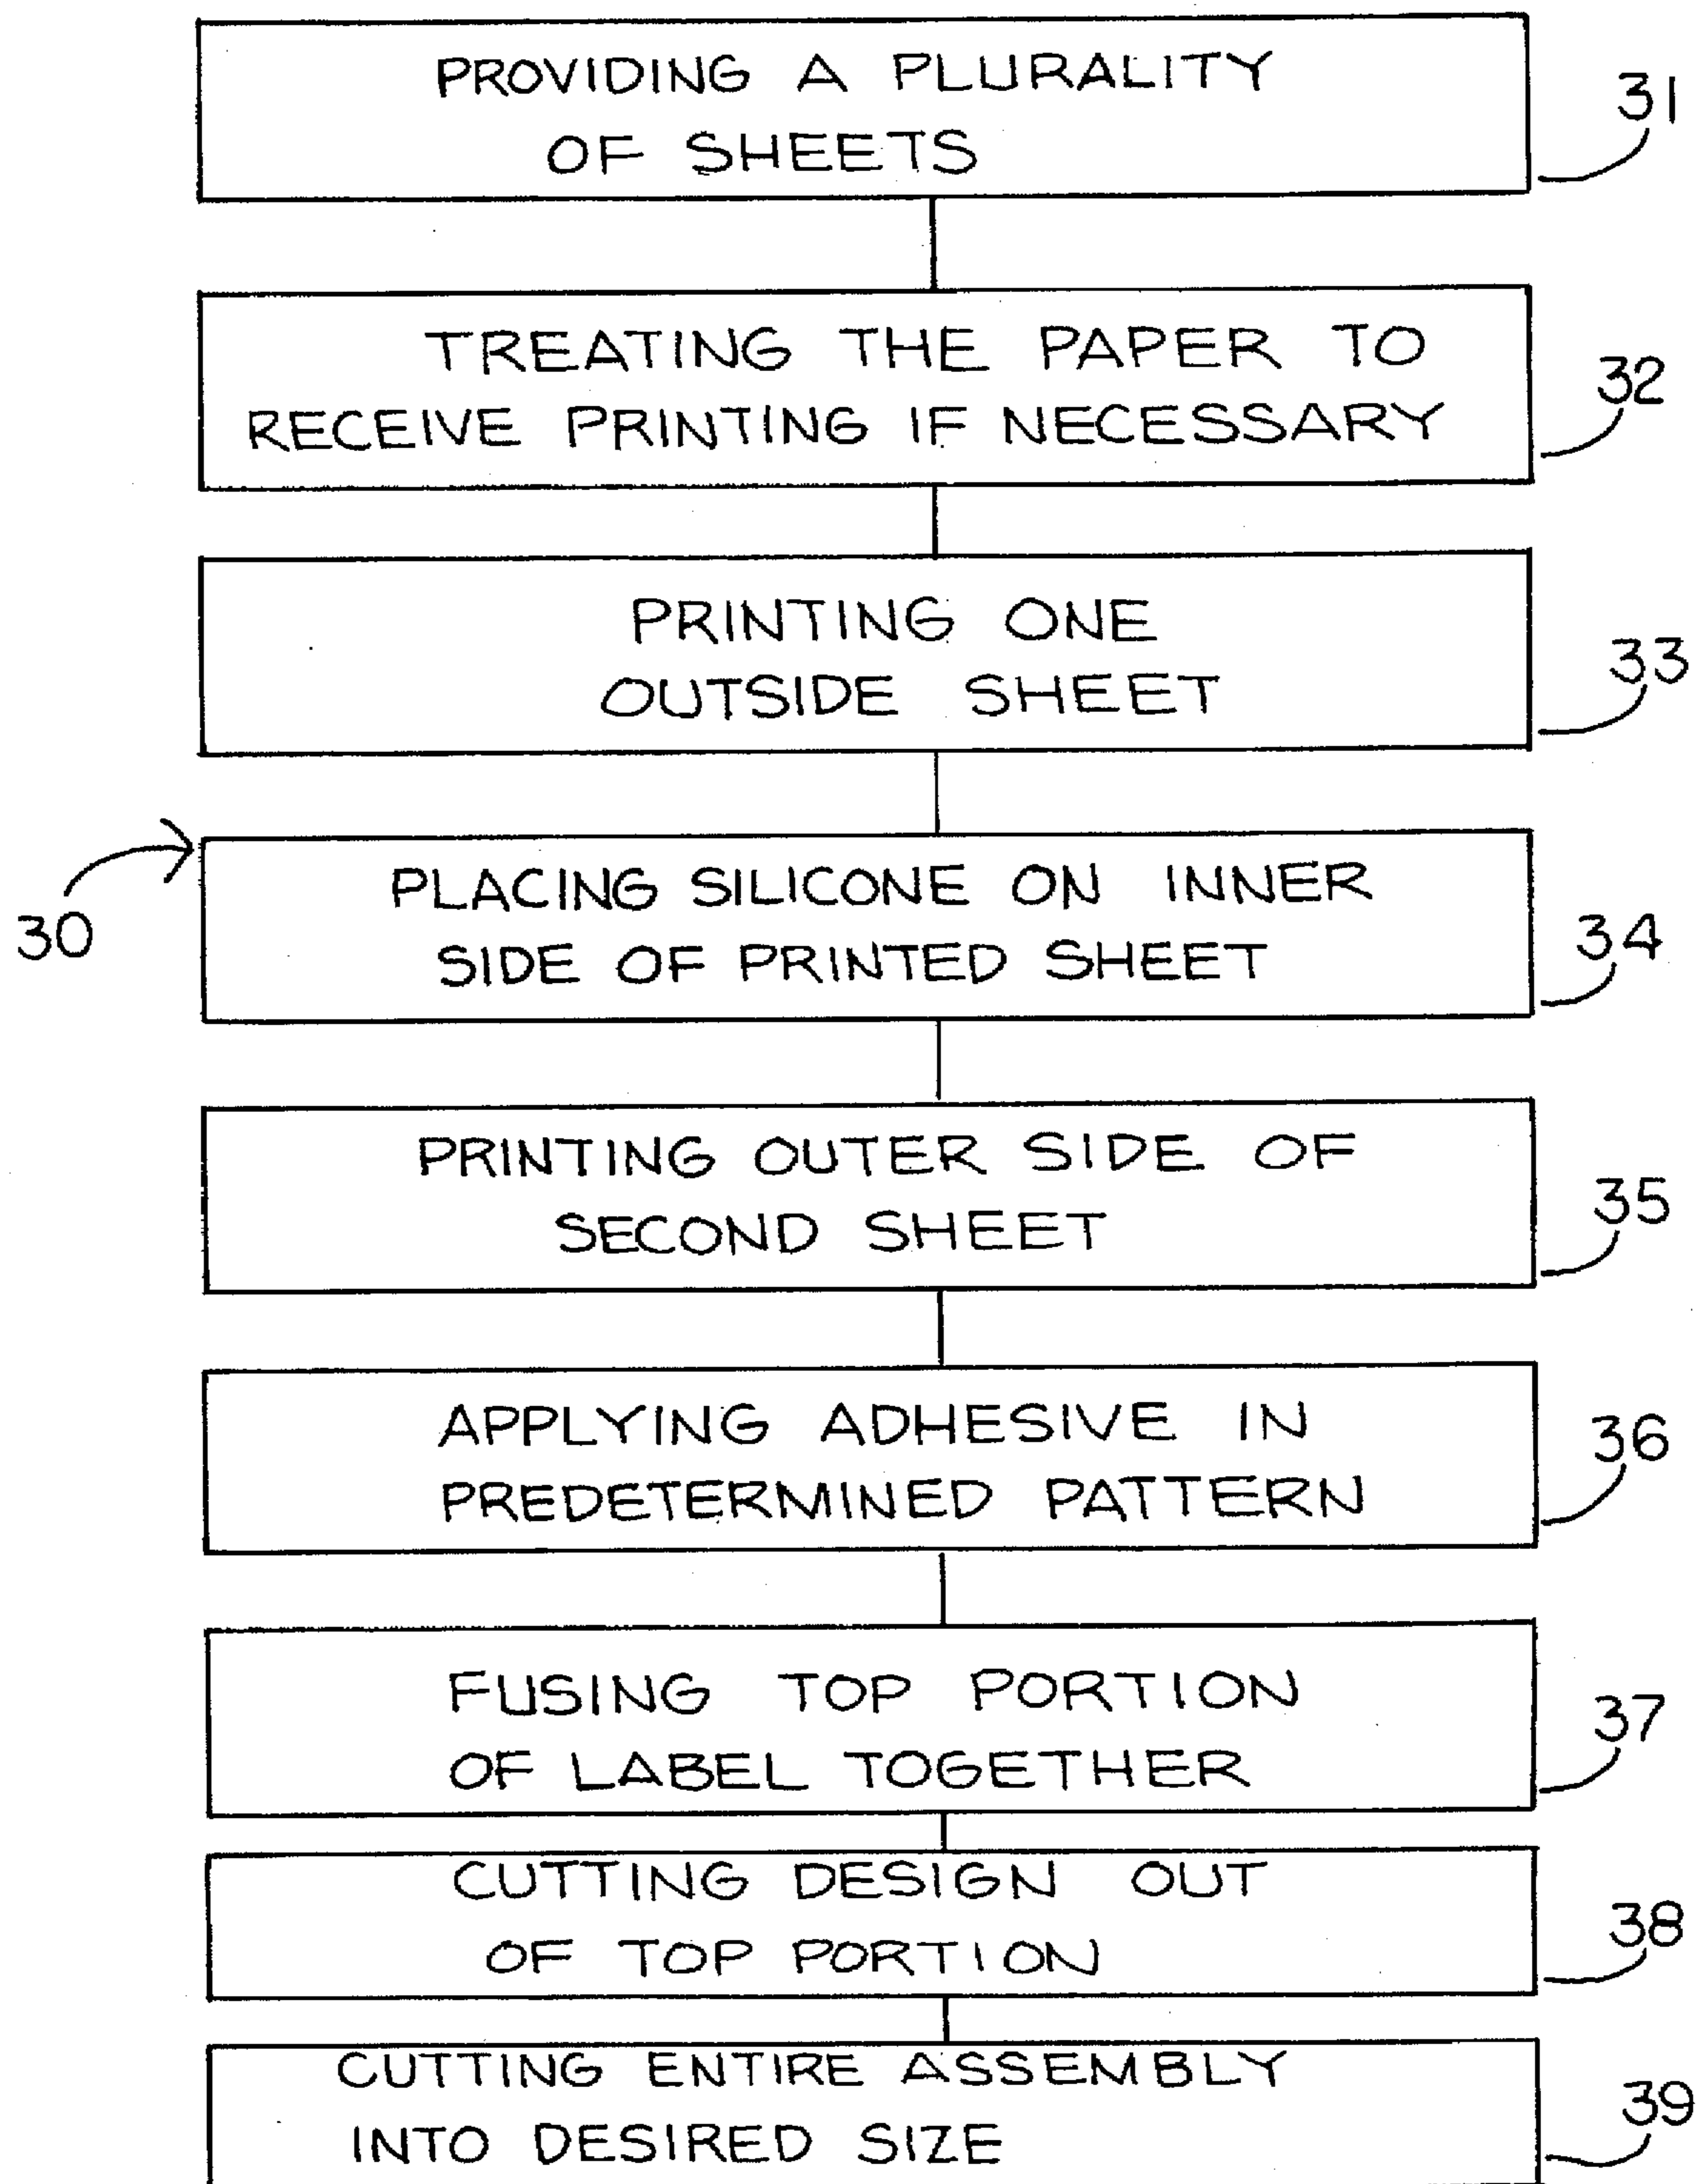 PROVIDING A PLURALITY
OF SHEETS
31
TREATING THE PAPER TO
RECEIVE PRINTING IF NECESSARY
32
PRINTING ONE
OUTSIDE SHEET
33
30
PLACING SILICONE ON INNER
SIDE OF PRINTED SHEET
34
PRINTING OUTER SIDE OF
SECOND SHEET
35
APPLYING ADHESIVE IN
PREDETERMINED PATTERN
36
FUSING TOP PORTION
OF LABEL TOGETHER
37
CUTTING DESIGN OUT
OF TOP PORTION
38
CUTTING ENTIRE ASSEMBLY
INTO DESIRED SIZE
39